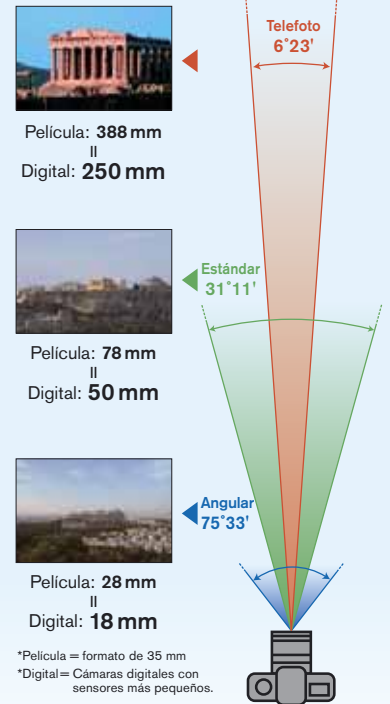 Telefoto
6°23'
Película: 388 mm
=
Digital: 250 mm
Estándar
31°11'
Película: 78 mm
=
Digital: 50 mm
Angular
75°33'
Película: 28 mm
=
Digital: 18 mm
*Película = formato de 35 mm
*Digital = Cámaras digitales con
sensores más pequeños.